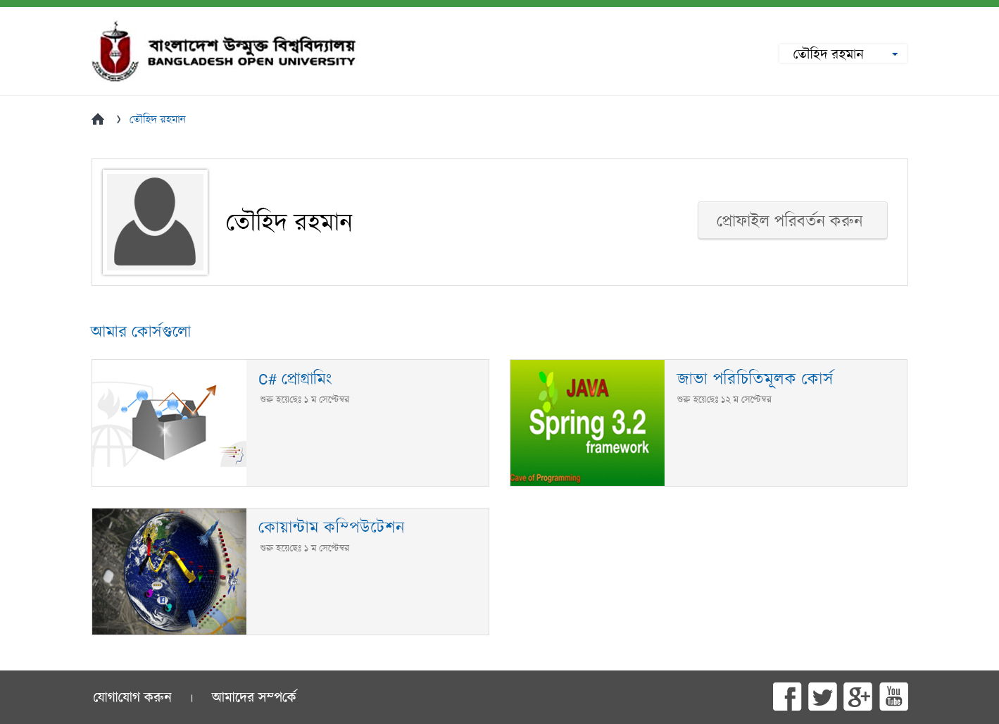 বাংলাদেশ উন্মুক্ত বিশ্ববিদ্যালয়
BANGLADESH OPEN UNIVERSITY
তৌহিদ রহমান
তৌহিদ রহমান
তৌহিদ রহমান
প্রোফাইল পরিবর্তন করুন
আমার কোর্সগুলো
C# প্রোগ্রামিং
শুরু হয়েছেঃ ১ ম সেপ্টেম্বর
জাভা পরিচিতিমূলক কোর্স
শুরু হয়েছেঃ ১২ ম সেপ্টেম্বর
JAVA
Spring 3.2
framework
Cave of Programming
কোয়ান্টাম কম্পিউটেশন
শুরু হয়েছেঃ ১ ম সেপ্টেম্বর
যোগাযোগ করুন | আমাদের সম্পর্কে
You
Tube